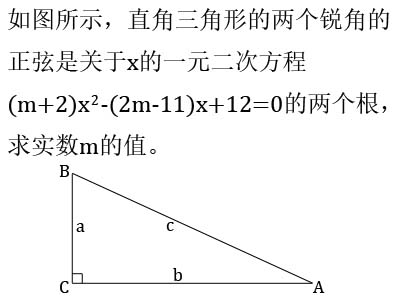 如图所示，直角三角形的两个锐角的
正弦是关于x的一元二次方程
(m+2)x²-(2m-11)x+12=0的两个根，
求实数m的值。
B
a
c
b
C
A